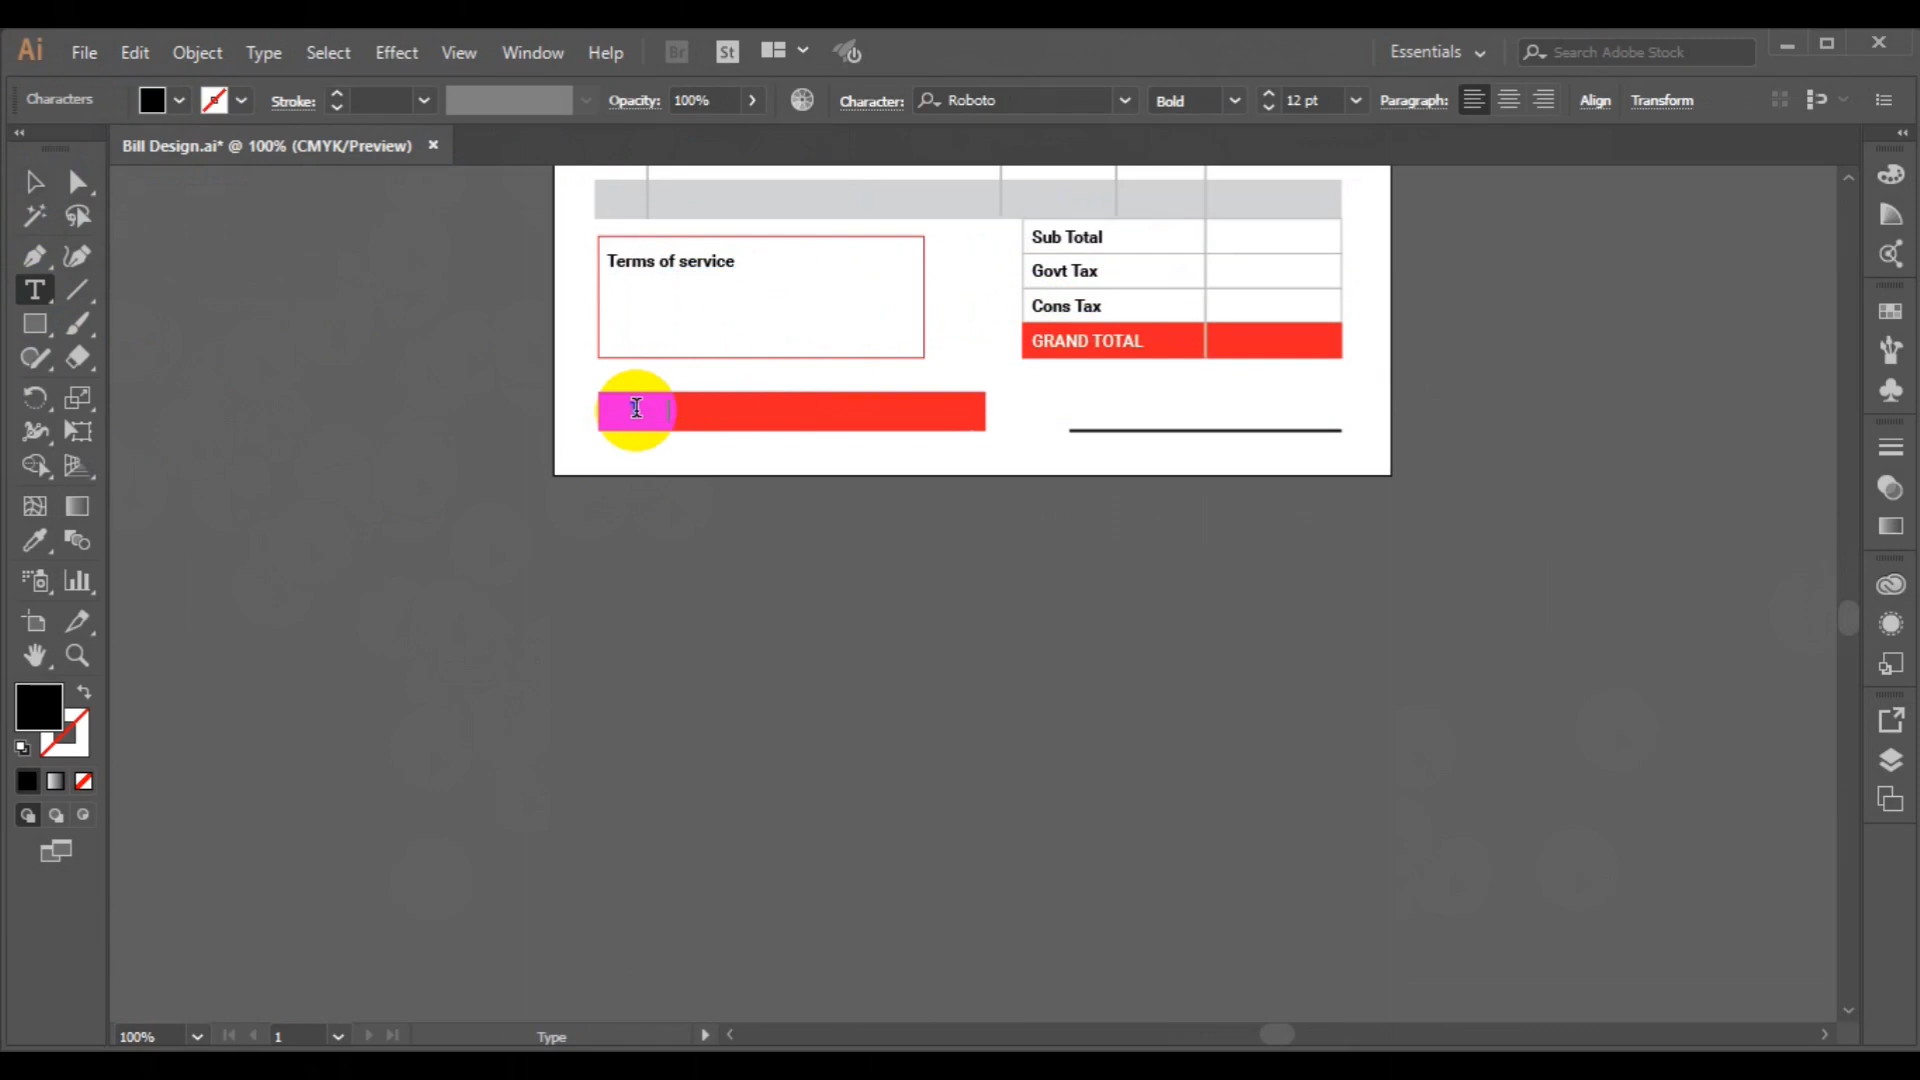 Ai File Edit Object Type Select Effect View Window Help Br St Essentials Search Adobe Stock
Characters Stroke: Opacity: 100% Character: Roboto Bold 12 pt Paragraph: Align Transform
Bill Design.ai* @ 100% (CMYK/Preview)
Sub Total
Terms of service
Govt Tax
Cons Tax
GRAND TOTAL
100% 1 Type